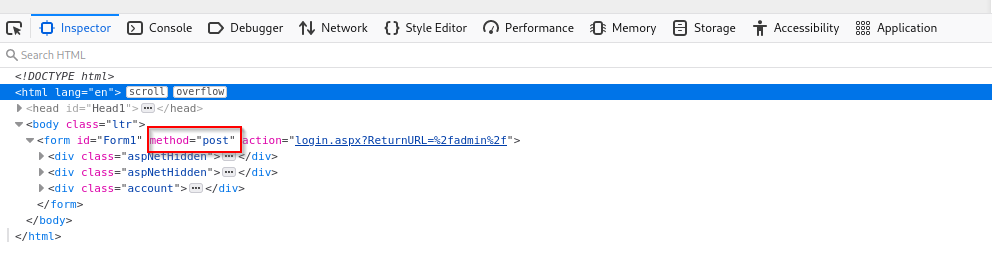 Inspector Console Debugger Network Style Editor Performance Memory Storage Accessibility Application
Search HTML
<!DOCTYPE html>
<html lang="en"> scroll overflow
<head id="Head1"> ••• </head>
<body class="ltr">
<form id="Form1" method="post" action="login.aspx?ReturnURL=%2fadmin%2f">
<div class="aspNetHidden"> ••• </div>
<div class="aspNetHidden"> ••• </div>
<div class="account"> ••• </div>
</form>
</body>
</html>